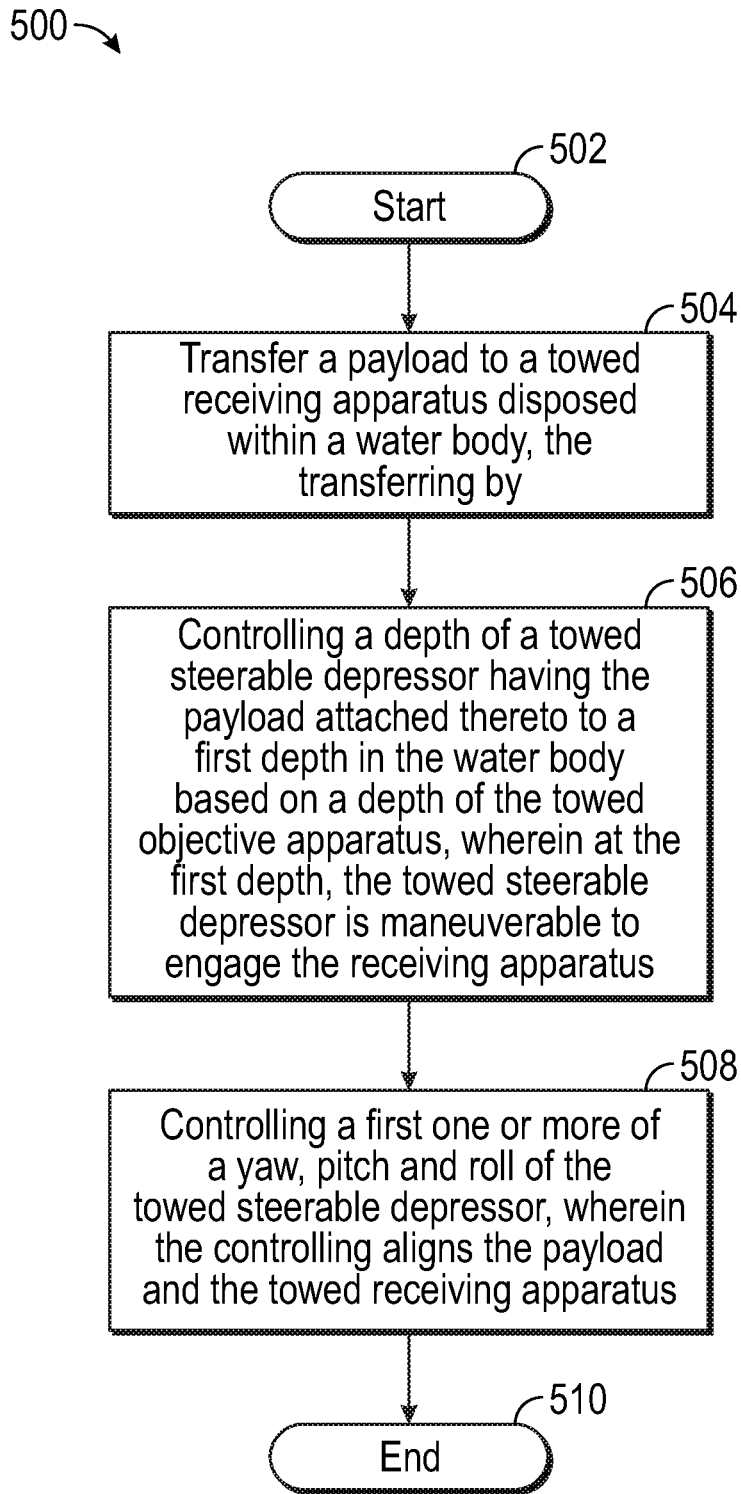 500
502
Start
504
Transfer a payload to a towed
receiving apparatus disposed
within a water body, the
transferring by
506
Controlling a depth of a towed
steerable depressor having the
payload attached thereto to a
first depth in the water body
based on a depth of the towed
objective apparatus, wherein at the
first depth, the towed steerable
depressor is maneuverable to
engage the receiving apparatus
508
Controlling a first one or more of
a yaw, pitch and roll of the
towed steerable depressor, wherein
the controlling aligns the payload
and the towed receiving apparatus
510
End